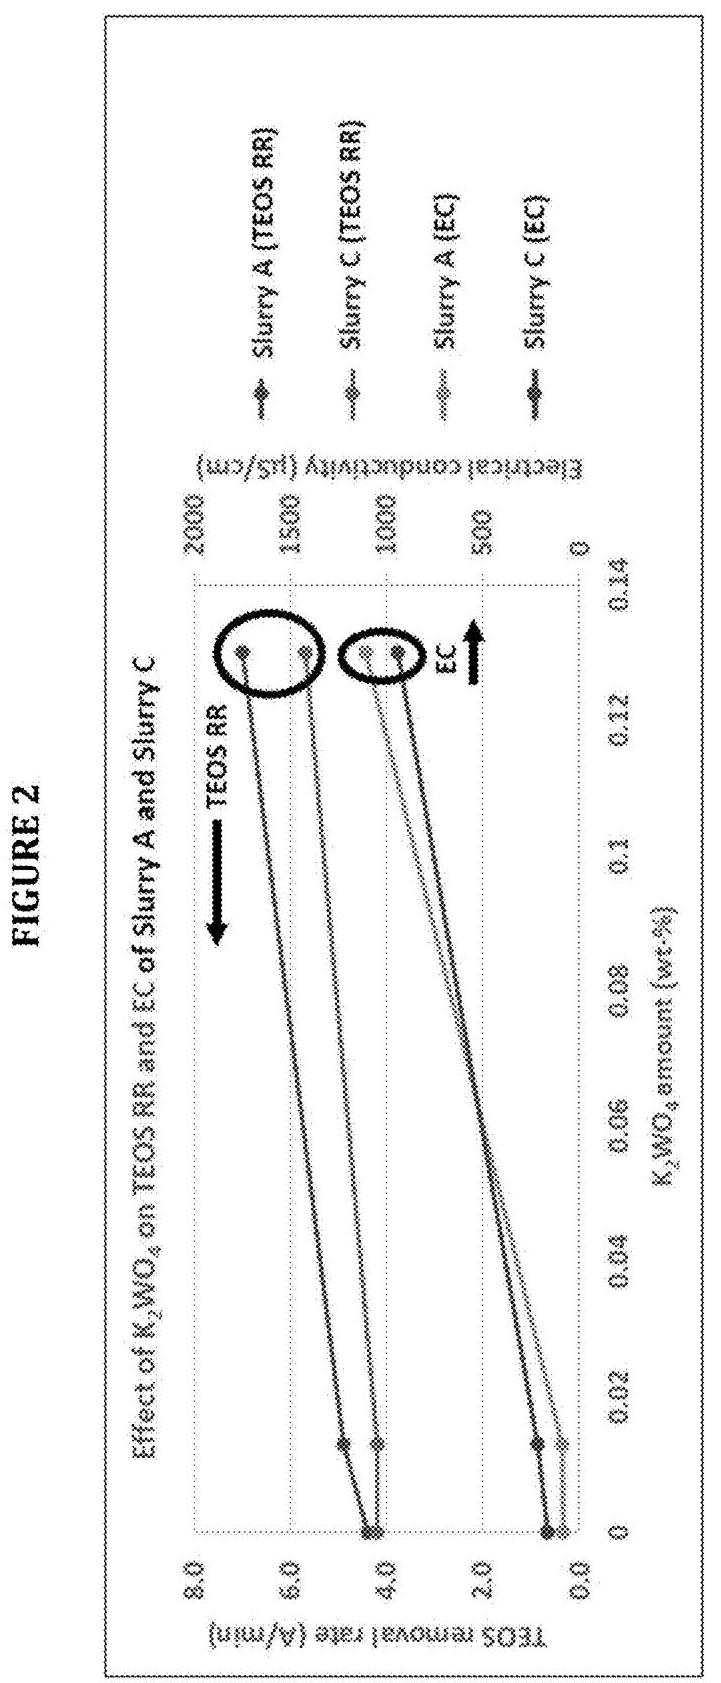 FIGURE 2
Effect of K₂WO₄ on TEOS RR and EC of Slurry A and Slurry C
TEOS removal rate (A/min)
8.0
6.0
4.0
2.0
0.0
TEOS RR
EC
0
0.02
0.04
0.06
0.08
0.1
0.12
0.14
K₂WO₄ amount (wt-%)
2000
1500
1000
500
0
Electrical conductivity (µS/cm)
Slurry A (TEOS RR)
Slurry C (TEOS RR)
Slurry A (EC)
Slurry C (EC)